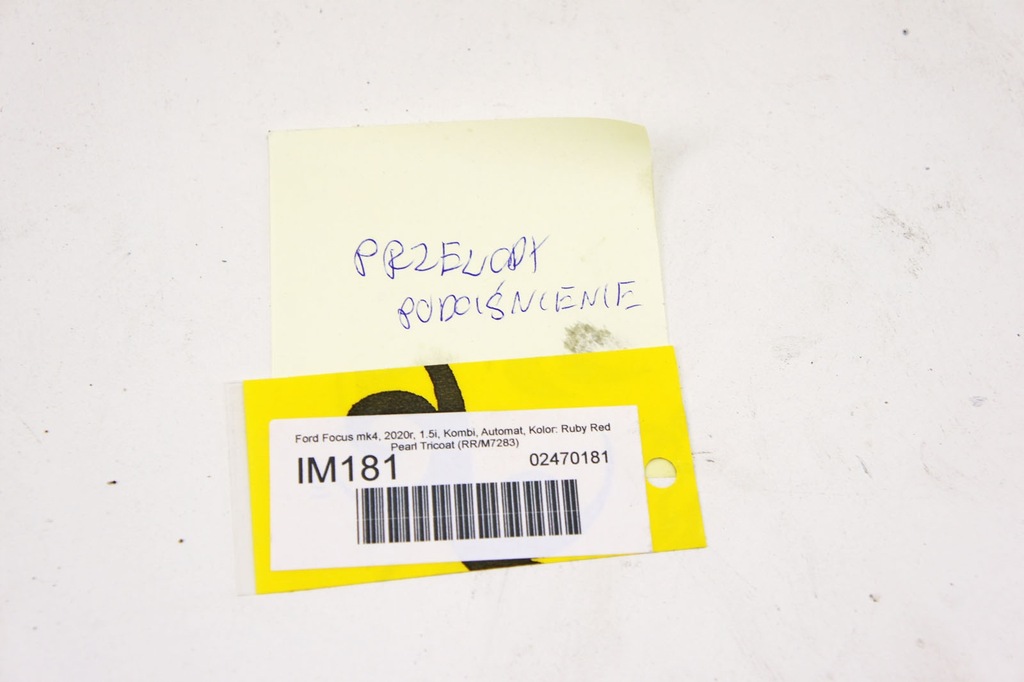 PRZEWODY
PODCIŚNIENIE
Ford Focus mk4, 2020r, 1.5i, Kombi, Automat, Kolor: Ruby Red
Pearl Tricoat (RR/M7283)
IM181 02470181